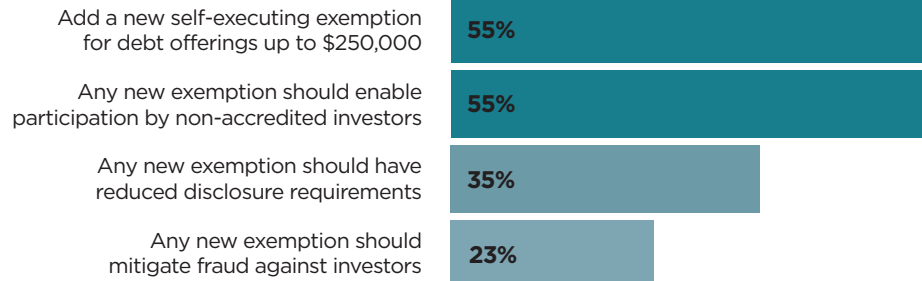 Add a new self-executing exemption
for debt offerings up to $250,000
55%
Any new exemption should enable
participation by non-accredited investors
55%
Any new exemption should have
reduced disclosure requirements
35%
Any new exemption should
mitigate fraud against investors
23%